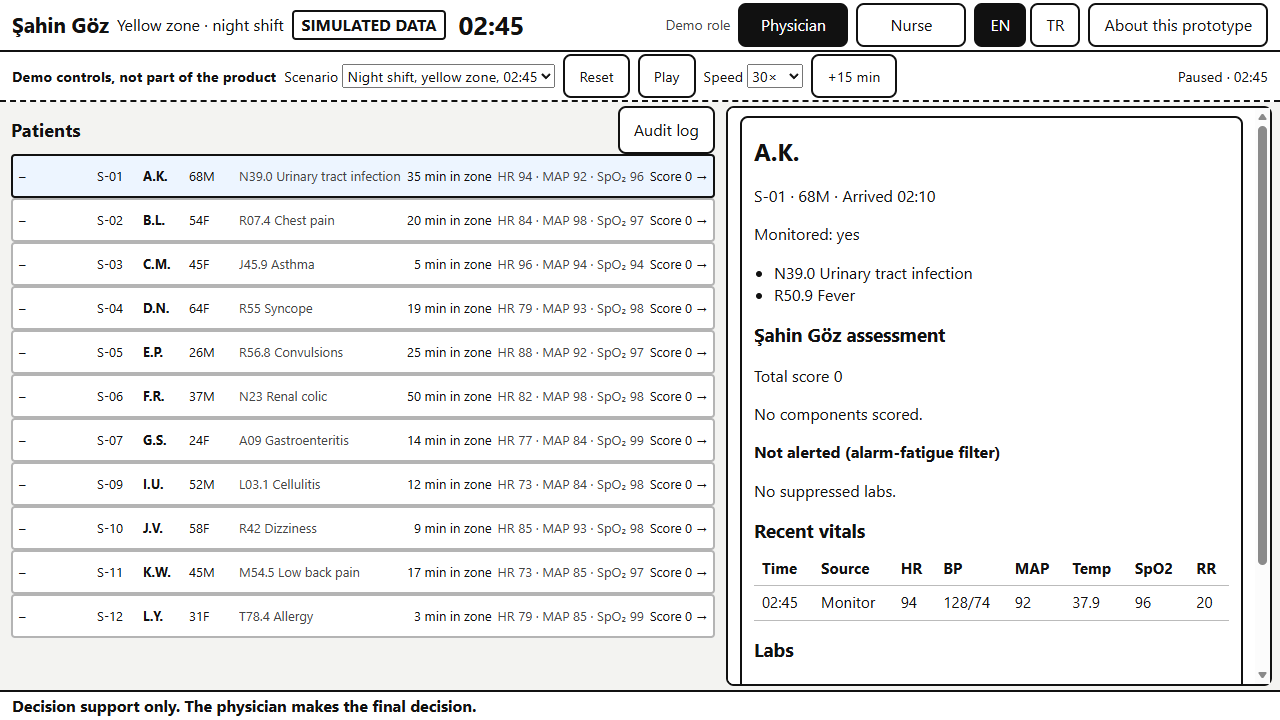 Şahin Göz Yellow zone · night shift SIMULATED DATA 02:45 Demo role Physician Nurse EN TR About this prototype
Demo controls, not part of the product Scenario Night shift, yellow zone, 02:45 Reset Play Speed 30× +15 min Paused · 02:45
Patients Audit log
– S-01 A.K. 68M N39.0 Urinary tract infection 35 min in zone HR 94 · MAP 92 · SpO₂ 96 Score 0 →
– S-02 B.L. 54F R07.4 Chest pain 20 min in zone HR 84 · MAP 98 · SpO₂ 97 Score 0 →
– S-03 C.M. 45F J45.9 Asthma 5 min in zone HR 96 · MAP 94 · SpO₂ 94 Score 0 →
– S-04 D.N. 64F R55 Syncope 19 min in zone HR 79 · MAP 93 · SpO₂ 98 Score 0 →
– S-05 E.P. 26M R56.8 Convulsions 25 min in zone HR 88 · MAP 92 · SpO₂ 97 Score 0 →
– S-06 F.R. 37M N23 Renal colic 50 min in zone HR 82 · MAP 98 · SpO₂ 98 Score 0 →
– S-07 G.S. 24F A09 Gastroenteritis 14 min in zone HR 77 · MAP 84 · SpO₂ 99 Score 0 →
– S-09 I.U. 52M L03.1 Cellulitis 12 min in zone HR 73 · MAP 84 · SpO₂ 98 Score 0 →
– S-10 J.V. 58F R42 Dizziness 9 min in zone HR 85 · MAP 93 · SpO₂ 98 Score 0 →
– S-11 K.W. 45M M54.5 Low back pain 17 min in zone HR 73 · MAP 85 · SpO₂ 97 Score 0 →
– S-12 L.Y. 31F T78.4 Allergy 3 min in zone HR 79 · MAP 85 · SpO₂ 99 Score 0 →
A.K.
S-01 · 68M · Arrived 02:10
Monitored: yes
• N39.0 Urinary tract infection
• R50.9 Fever
Şahin Göz assessment
Total score 0
No components scored.
Not alerted (alarm-fatigue filter)
No suppressed labs.
Recent vitals
Time Source HR BP MAP Temp SpO2 RR
02:45 Monitor 94 128/74 92 37.9 96 20
Labs
Decision support only. The physician makes the final decision.